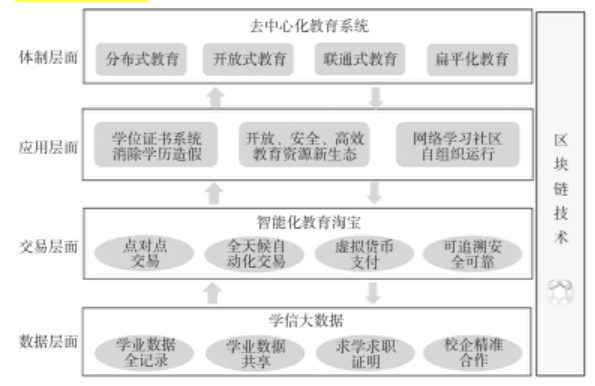 去中心化教育系统
体制层面
分布式教育
开放式教育
联通式教育
扁平化教育
应用层面
学位证书系统
消除学历造假
开放、安全、高效
教育资源新生态
网络学习社区
自组织运行
智能化教育淘宝
交易层面
点对点
交易
全天候自
动化交易
虚拟货币
支付
可追溯安
全可靠
学信大数据
数据层面
学业数据
全记录
学业数据
共享
求学求职
证明
校企精准
合作
区
块
链
技
术